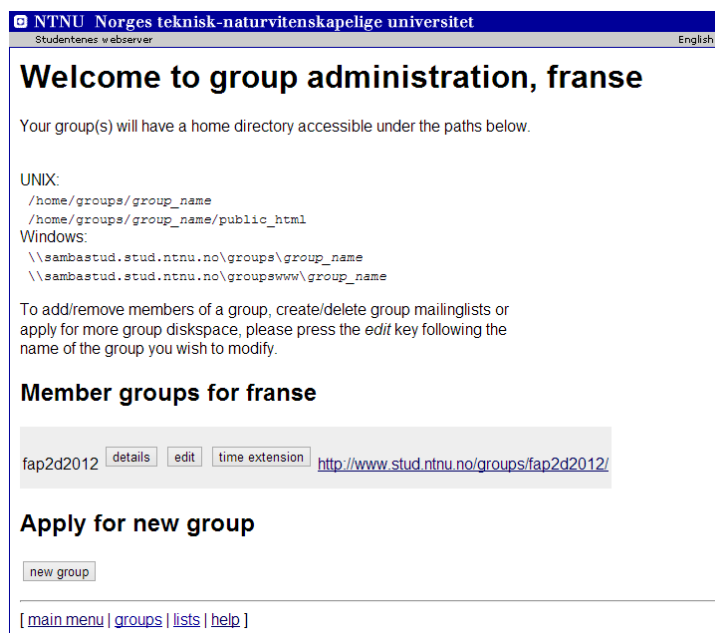 NTNU Norges teknisk-naturvitenskapelige universitet
Studentenes webserver English
Welcome to group administration, franse
Your group(s) will have a home directory accessible under the paths below.
UNIX:
/home/groups/group_name
/home/groups/group_name/public_html
Windows:
\\sambastud.stud.ntnu.no\groups\group_name
\\sambastud.stud.ntnu.no\groupswww\group_name
To add/remove members of a group, create/delete group mailinglists or
apply for more group diskspace, please press the edit key following the
name of the group you wish to modify.
Member groups for franse
fap2d2012 details edit time extension http://www.stud.ntnu.no/groups/fap2d2012/
Apply for new group
new group
[ main menu | groups | lists | help ]